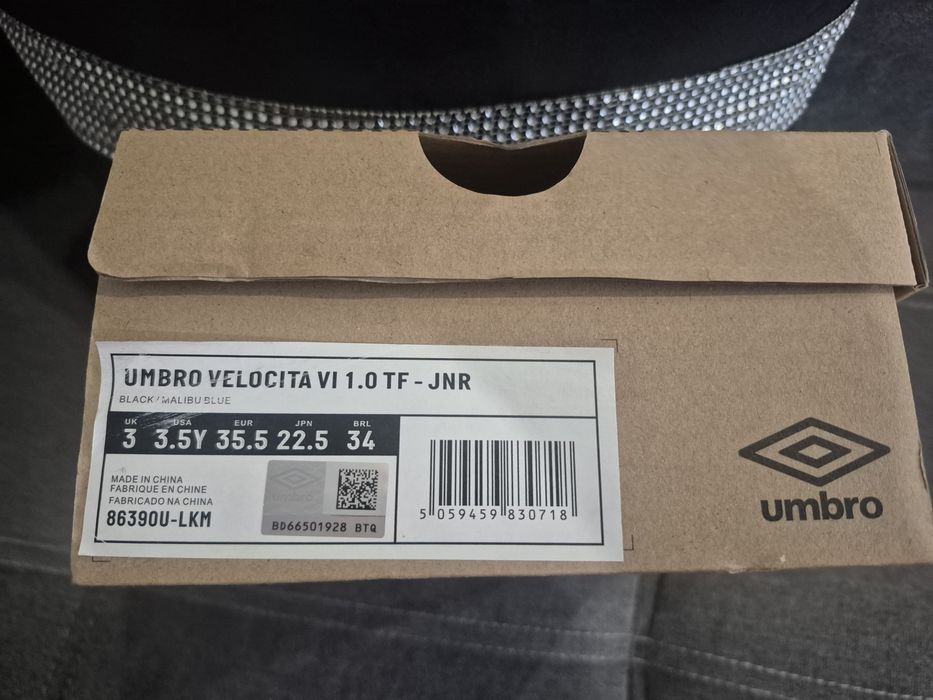 UMBRO VELOCITA VI 1.0 TF - JNR
BLACK / MALIBU BLUE
UK USA EUR JPN BRL
3 3.5Y 35.5 22.5 34
MADE IN CHINA
FABRIQUE EN CHINE
FABRICADO NA CHINA
86390U-LKM
umbro
BD66501928 BTQ
5 059459 830718
umbro